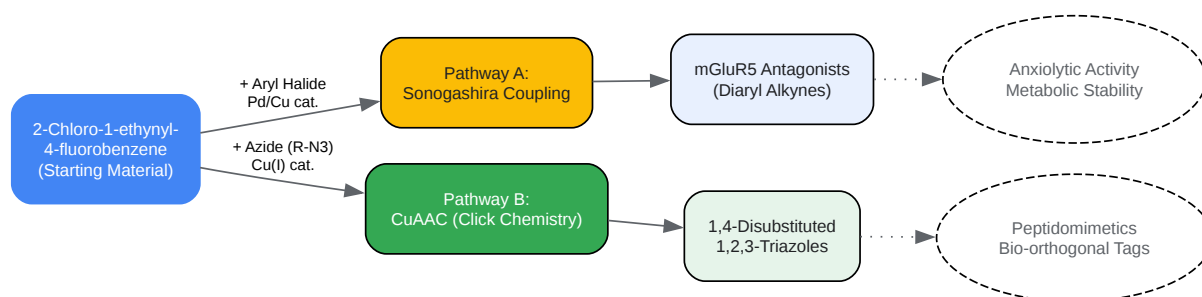 2-Chloro-1-ethynyl-
4-fluorobenzene
(Starting Material)
+ Aryl Halide
Pd/Cu cat.
+ Azide (R-N3)
Cu(I) cat.
Pathway A:
Sonogashira Coupling
Pathway B:
CuAAC (Click Chemistry)
mGluR5 Antagonists
(Diaryl Alkynes)
1,4-Disubstituted
1,2,3-Triazoles
Anxiolytic Activity
Metabolic Stability
Peptidomimetics
Bio-orthogonal Tags